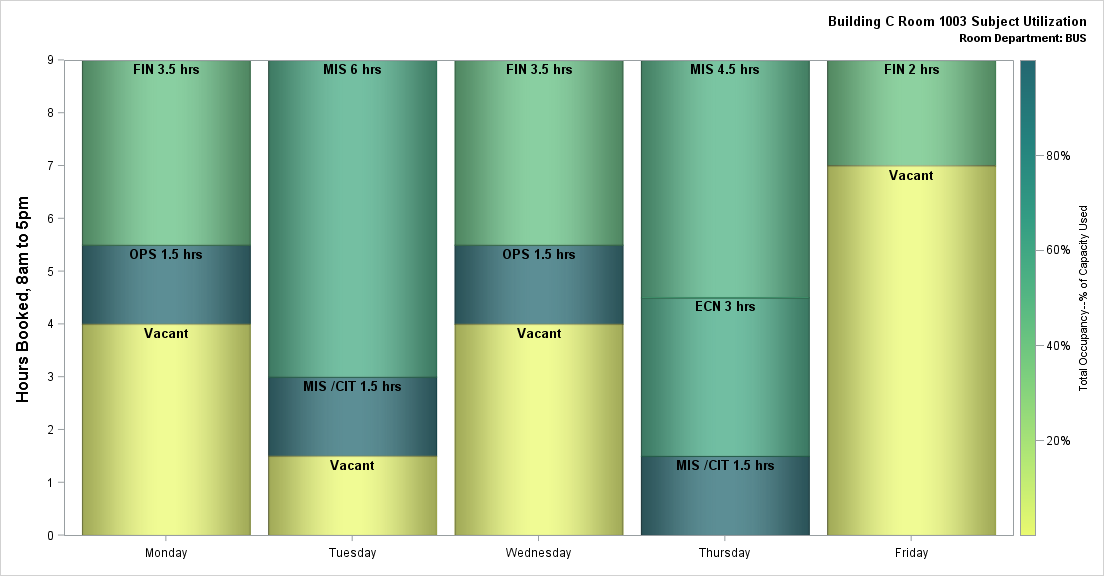 Building C Room 1003 Subject Utilization
Room Department: BUS
Hours Booked, 8am to 5pm
9
8
7
6
5
4
3
2
1
0
FIN 3.5 hrs
OPS 1.5 hrs
Vacant
MIS 6 hrs
MIS /CIT 1.5 hrs
Vacant
FIN 3.5 hrs
OPS 1.5 hrs
Vacant
MIS 4.5 hrs
ECN 3 hrs
MIS /CIT 1.5 hrs
FIN 2 hrs
Vacant
Monday
Tuesday
Wednesday
Thursday
Friday
80%
60%
40%
20%
Total Occupancy--% of Capacity Used